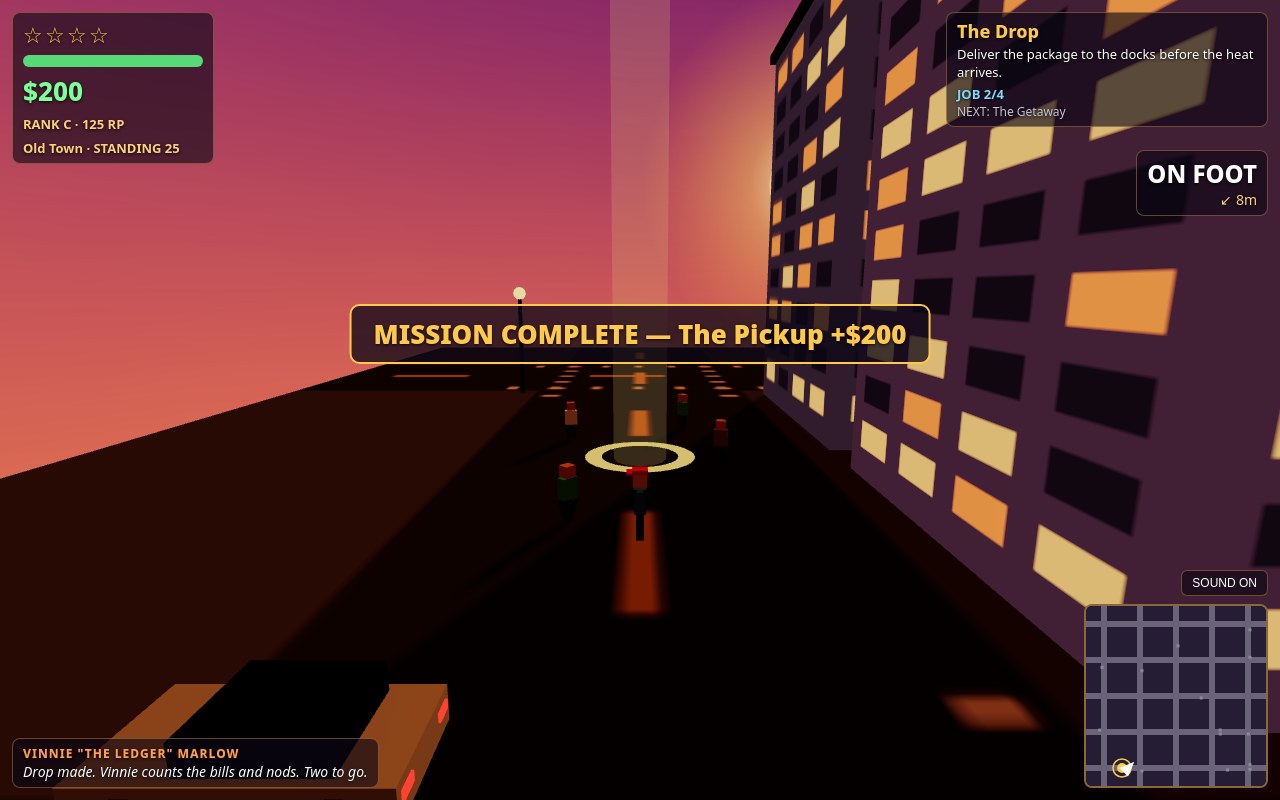 ☆☆☆☆
$200
RANK C · 125 RP
Old Town · STANDING 25
The Drop
Deliver the package to the docks before the heat
arrives.
JOB 2/4
NEXT: The Getaway
ON FOOT
↙ 8m
MISSION COMPLETE — The Pickup +$200
SOUND ON
VINNIE "THE LEDGER" MARLOW
Drop made. Vinnie counts the bills and nods. Two to go.